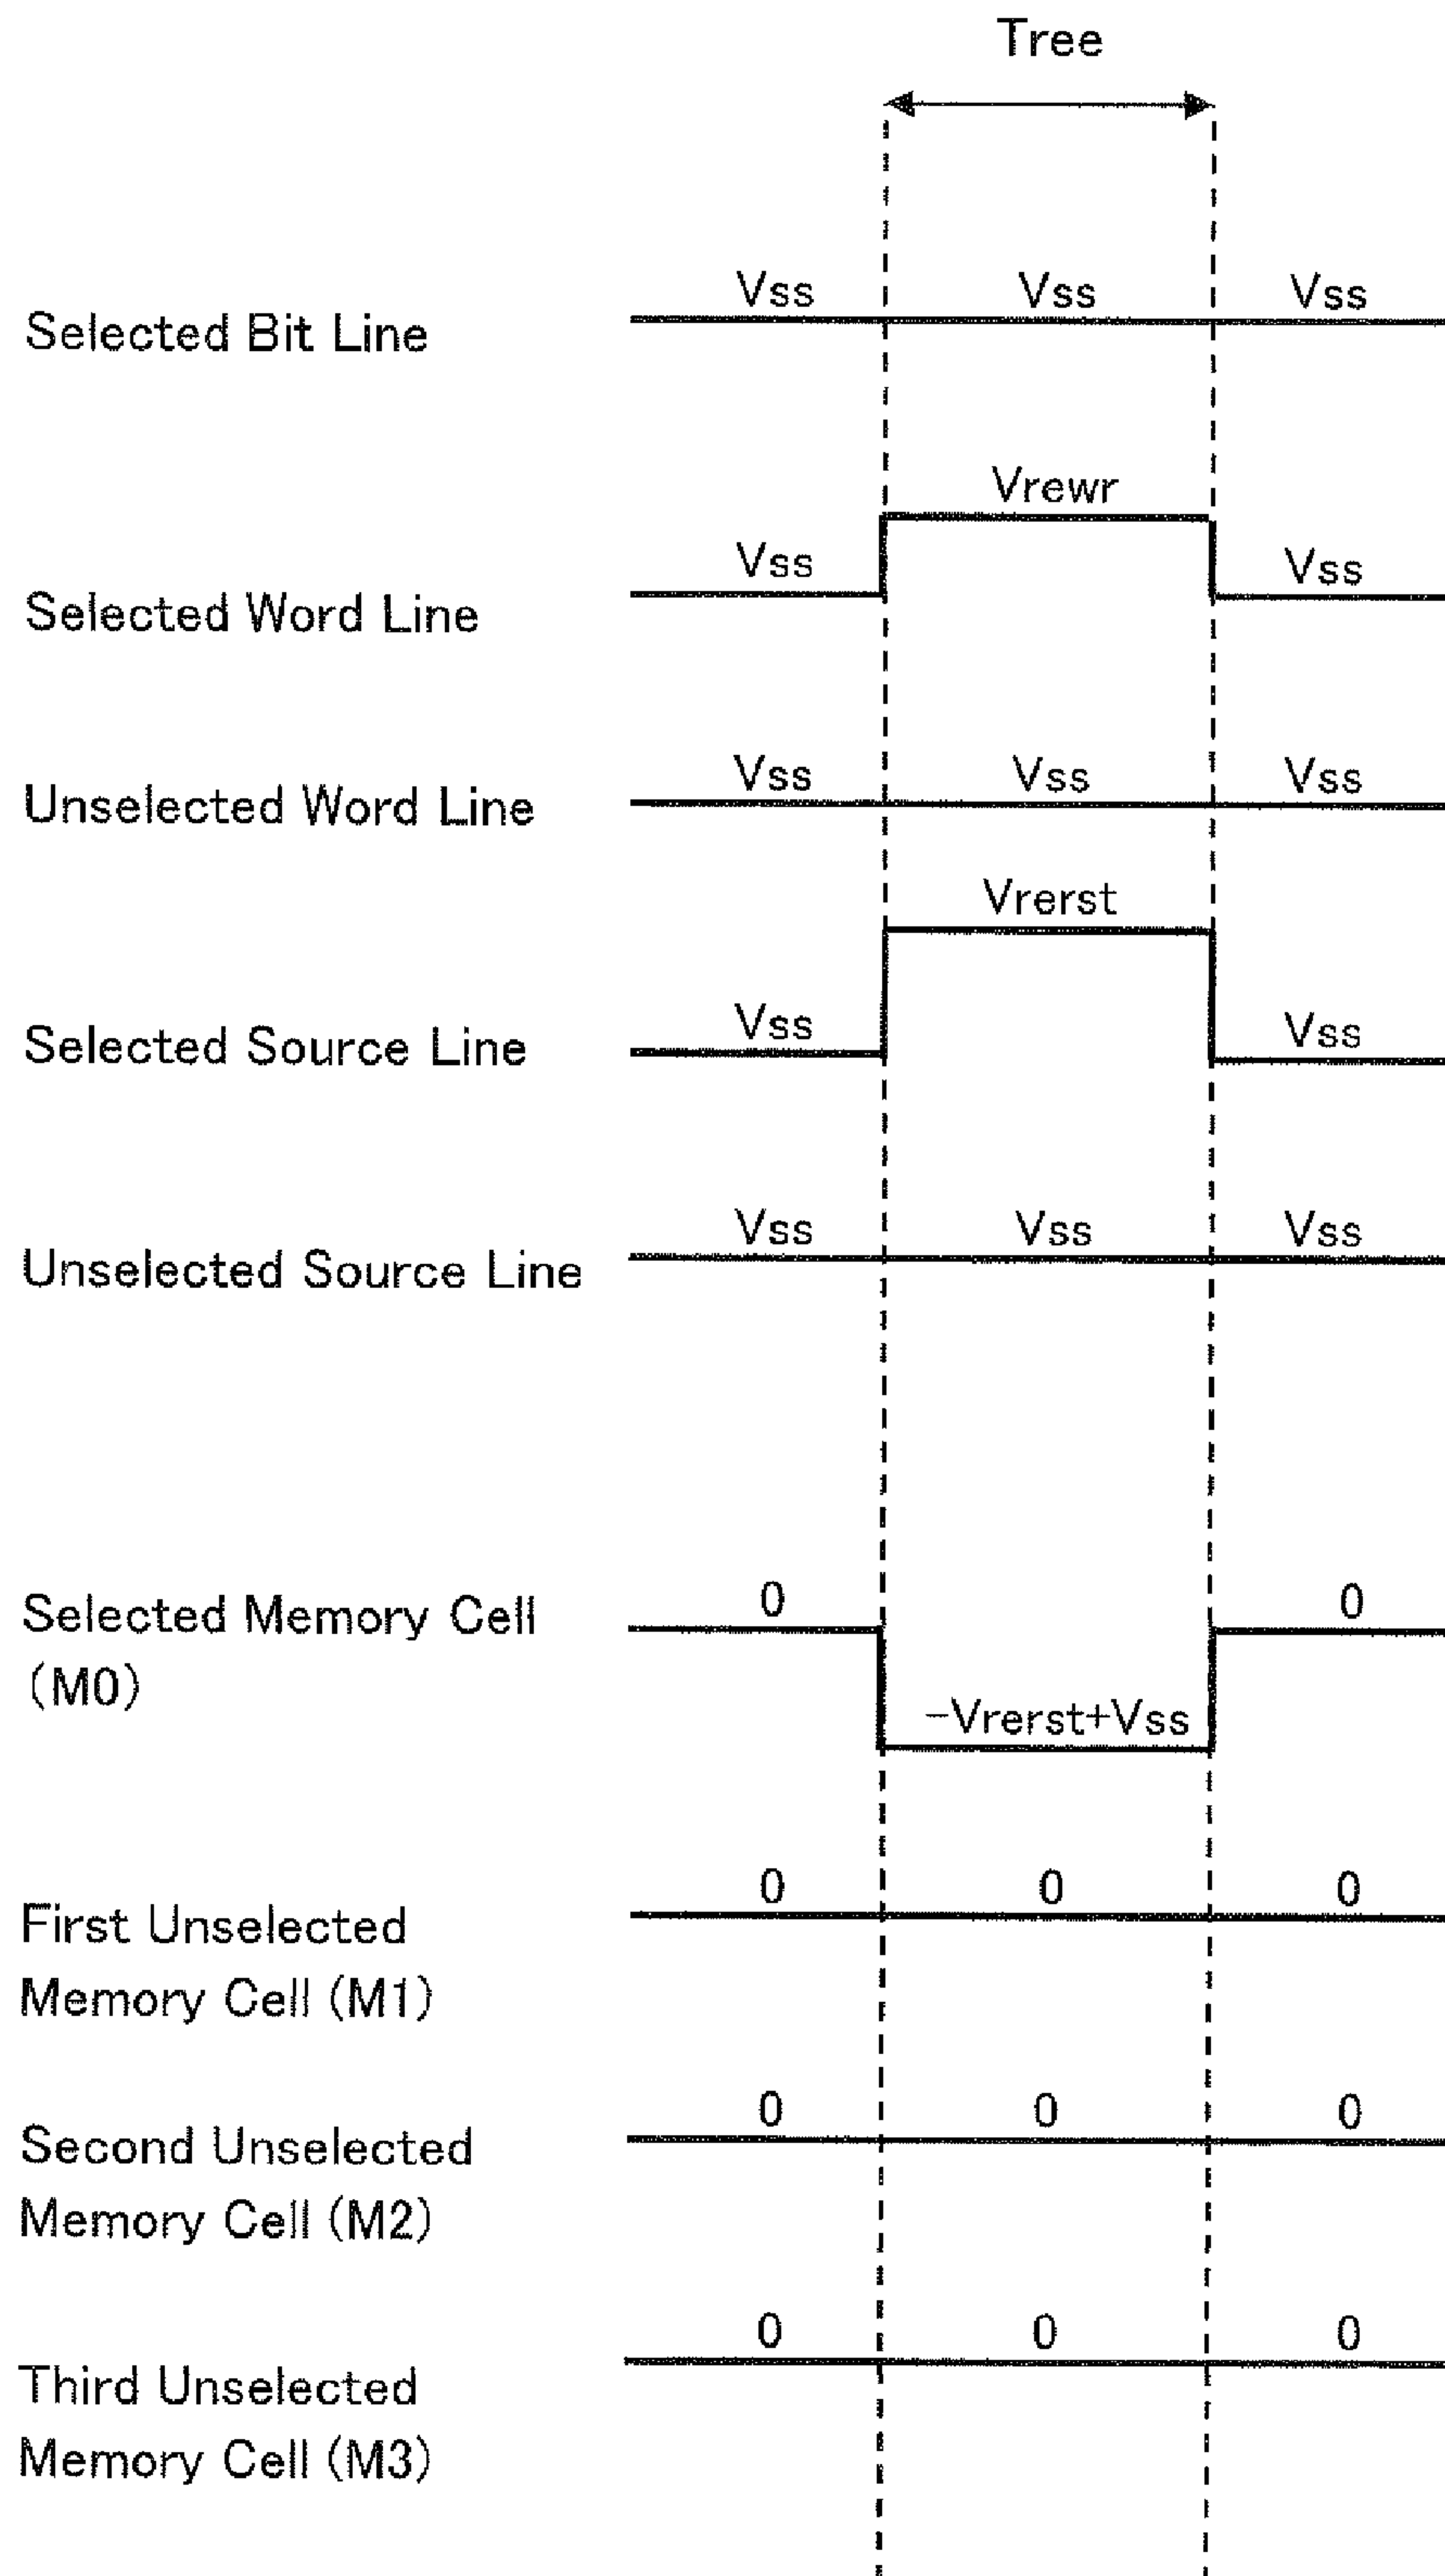 Tree
Vss Vss Vss
Selected Bit Line
Vrewr
Vss Vss
Selected Word Line
Vss Vss Vss
Unselected Word Line
Vrerst
Vss Vss
Selected Source Line
Vss Vss Vss
Unselected Source Line
0 0
Selected Memory Cell
(M0)
-Vrerst+Vss
0 0 0
First Unselected
Memory Cell (M1)
0 0 0
Second Unselected
Memory Cell (M2)
0 0 0
Third Unselected
Memory Cell (M3)